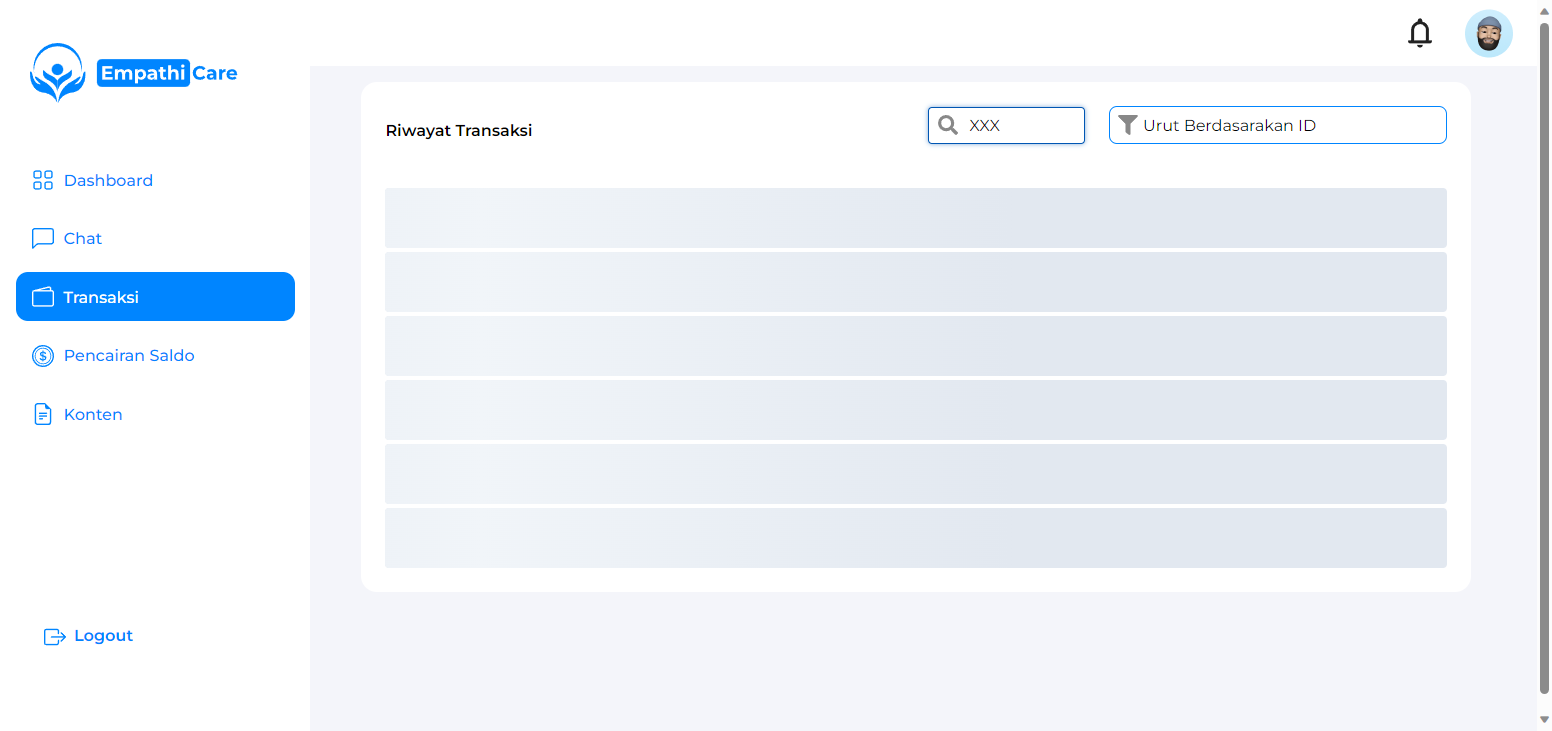 Empathi Care
Dashboard
Chat
Transaksi
Pencairan Saldo
Konten
Logout
Riwayat Transaksi
XXX
Urut Berdasarakan ID